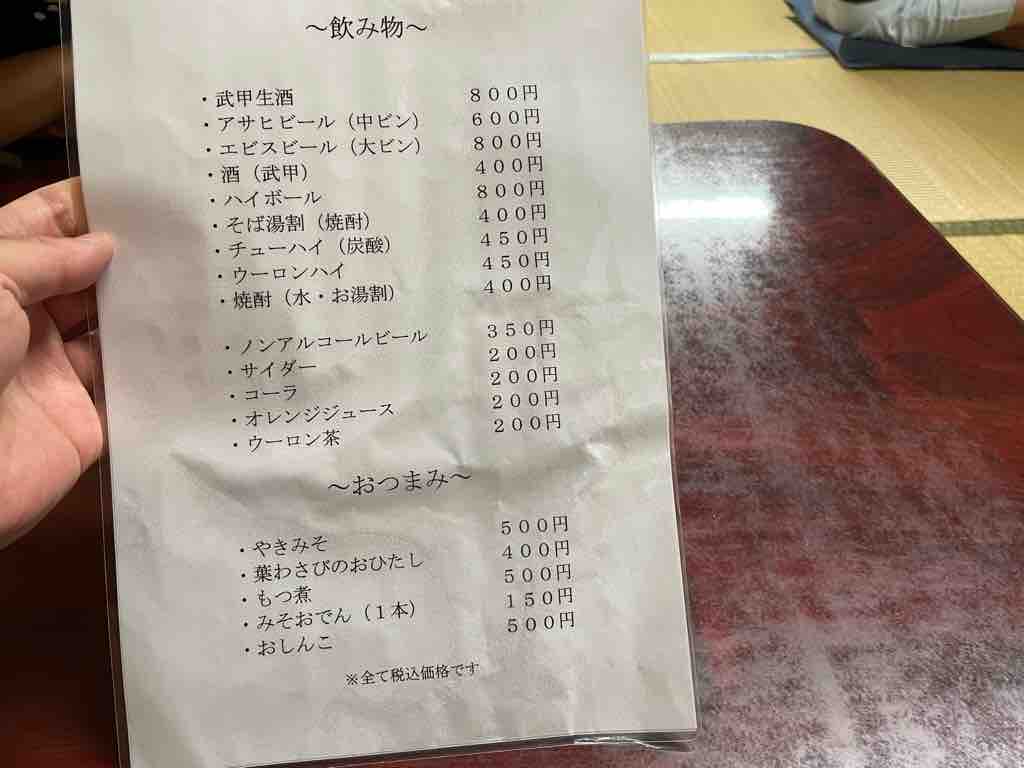 ～飲み物～
・武甲生酒 ８００円
・アサヒビール（中ビン） ６００円
・エビスビール（大ビン） ８００円
・酒（武甲） ４００円
・ハイボール ８００円
・そば湯割（焼酎） ４００円
・チューハイ（炭酸） ４５０円
・ウーロンハイ ４５０円
・焼酎（水・お湯割） ４００円
・ノンアルコールビール ３５０円
・サイダー ２００円
・コーラ ２００円
・オレンジジュース ２００円
・ウーロン茶 ２００円
～おつまみ～
・やきみそ ５００円
・葉わさびのおひたし ４００円
・もつ煮 ５００円
・みそおでん（１本） １５０円
・おしんこ ５００円
※全て税込価格です